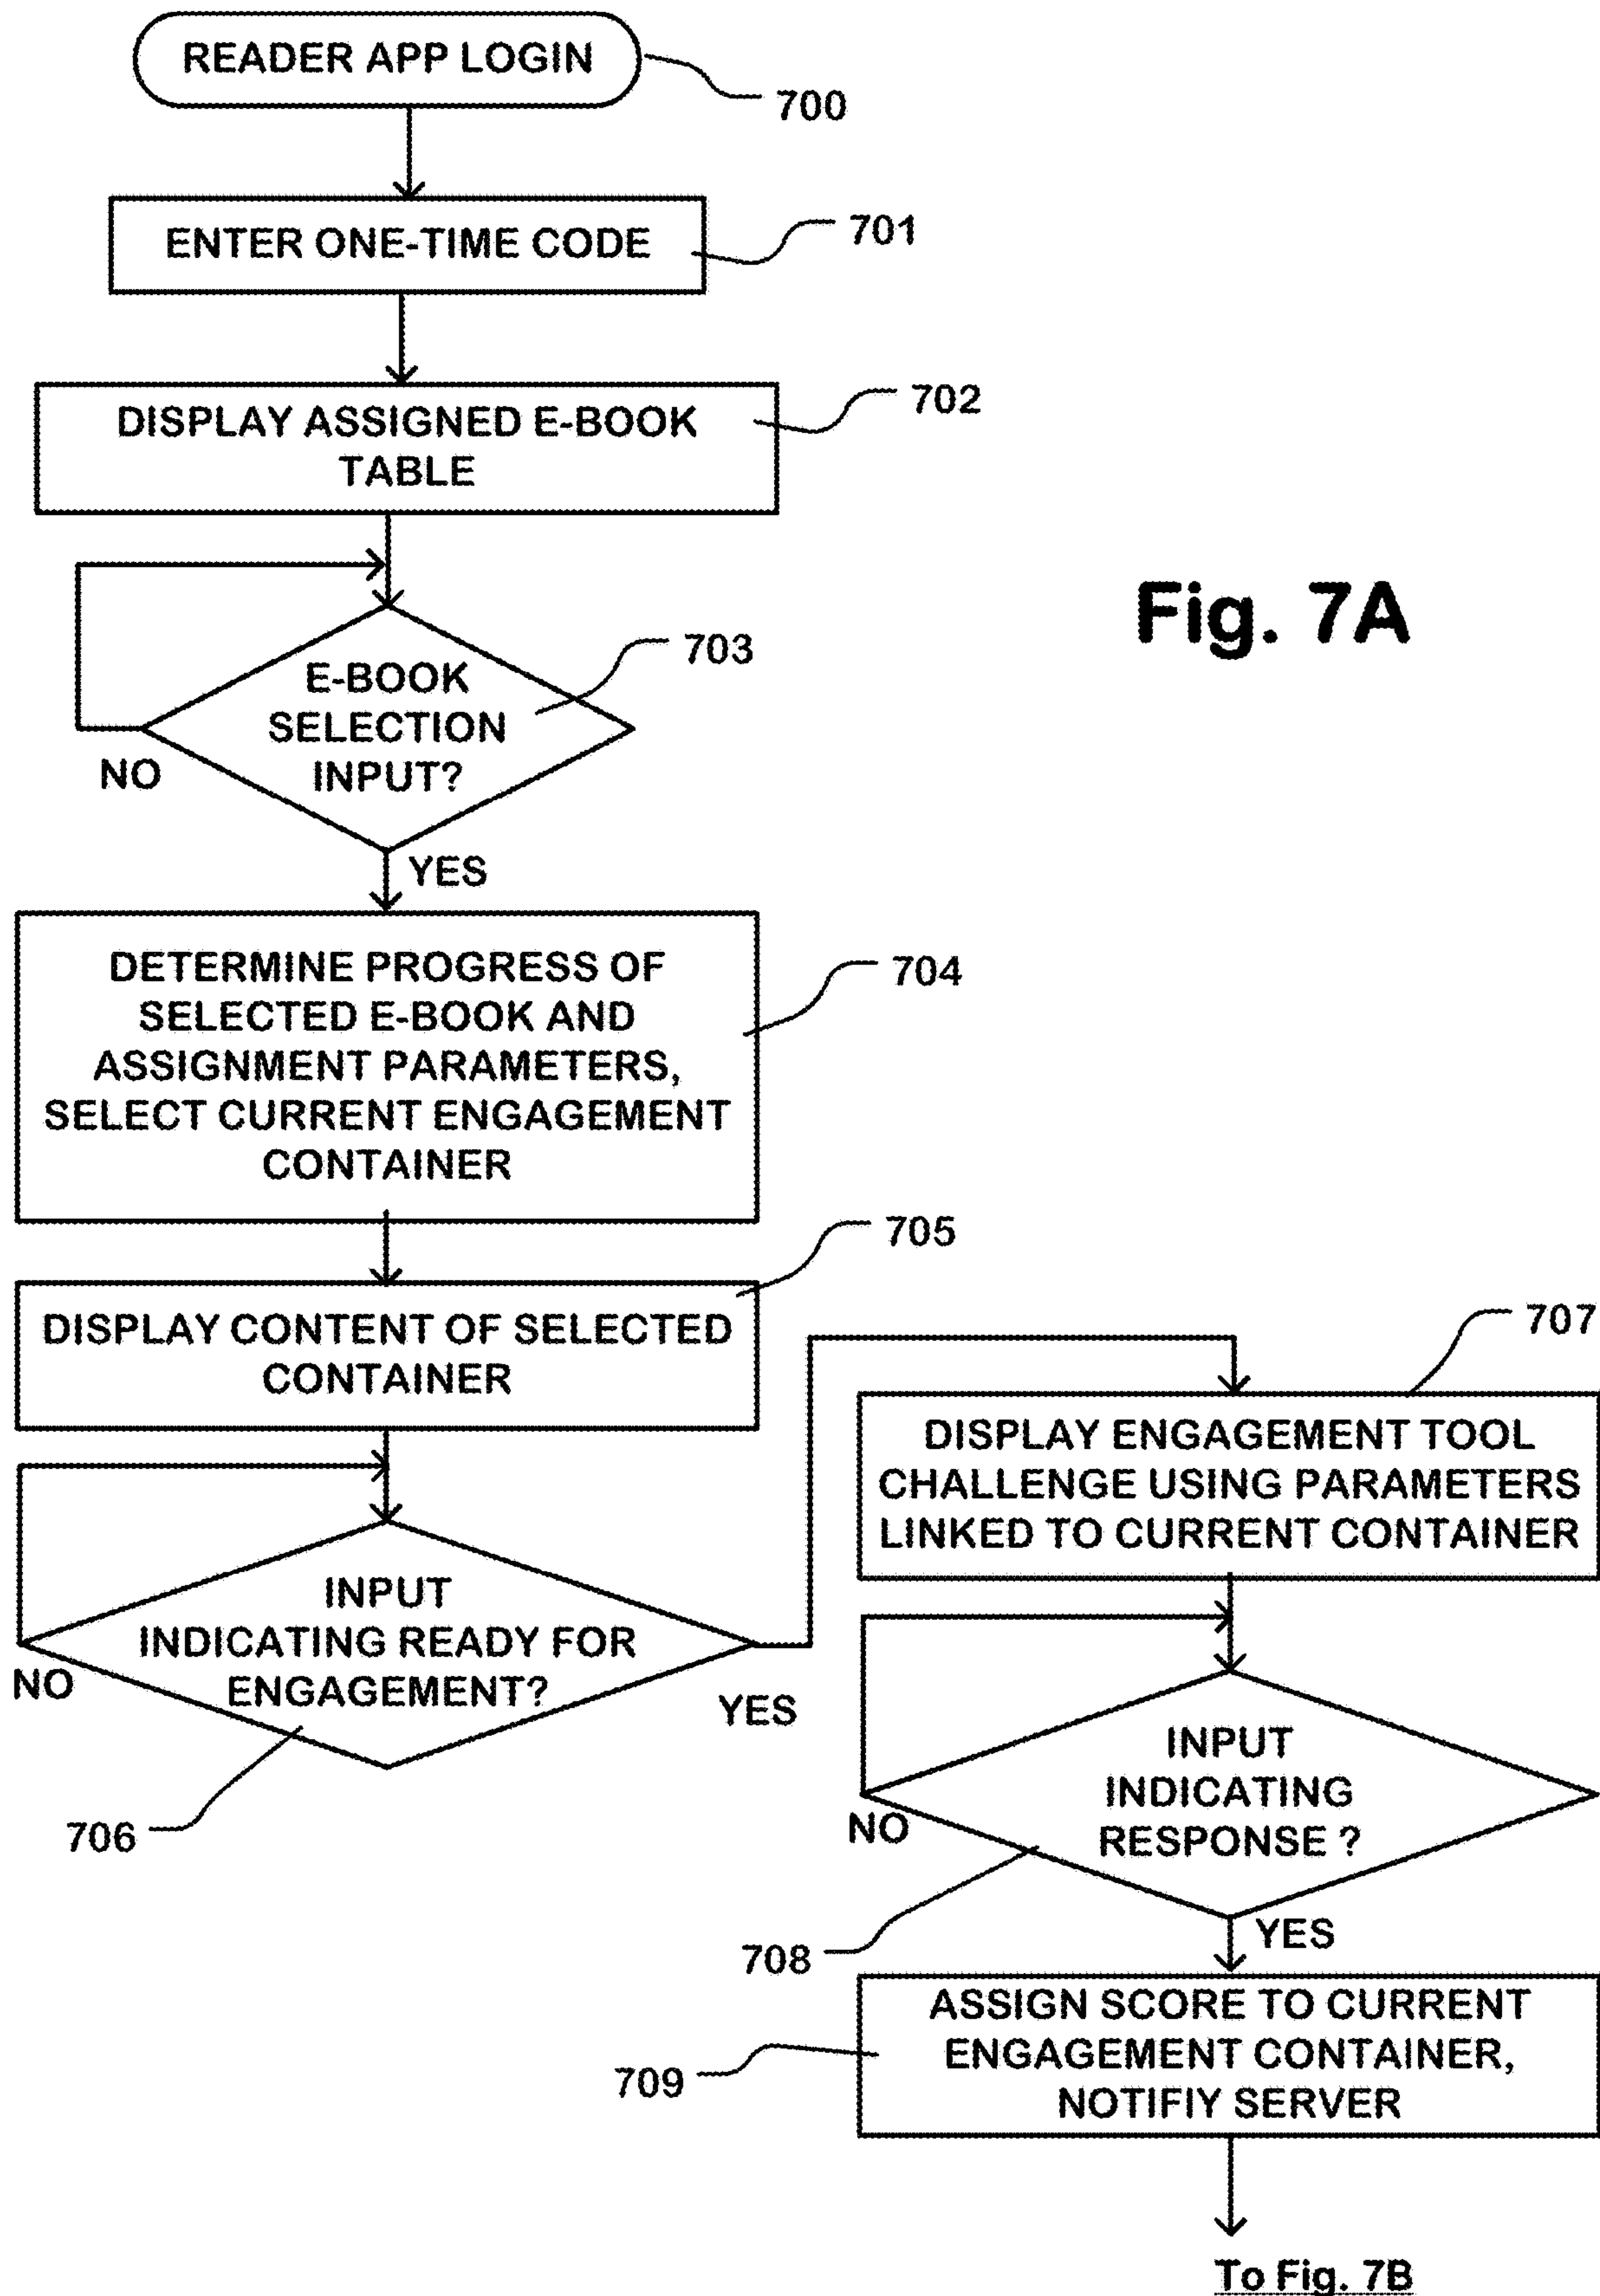 READER APP LOGIN
700
ENTER ONE-TIME CODE
701
DISPLAY ASSIGNED E-BOOK
TABLE
702
Fig. 7A
E-BOOK
SELECTION
INPUT?
703
NO
YES
DETERMINE PROGRESS OF
SELECTED E-BOOK AND
ASSIGNMENT PARAMETERS,
SELECT CURRENT ENGAGEMENT
CONTAINER
704
DISPLAY CONTENT OF SELECTED
CONTAINER
705
INPUT
INDICATING READY FOR
ENGAGEMENT?
NO
YES
706
707
DISPLAY ENGAGEMENT TOOL
CHALLENGE USING PARAMETERS
LINKED TO CURRENT CONTAINER
INPUT
INDICATING
RESPONSE ?
NO
708
YES
ASSIGN SCORE TO CURRENT
ENGAGEMENT CONTAINER,
NOTIFIY SERVER
709
To Fig. 7B